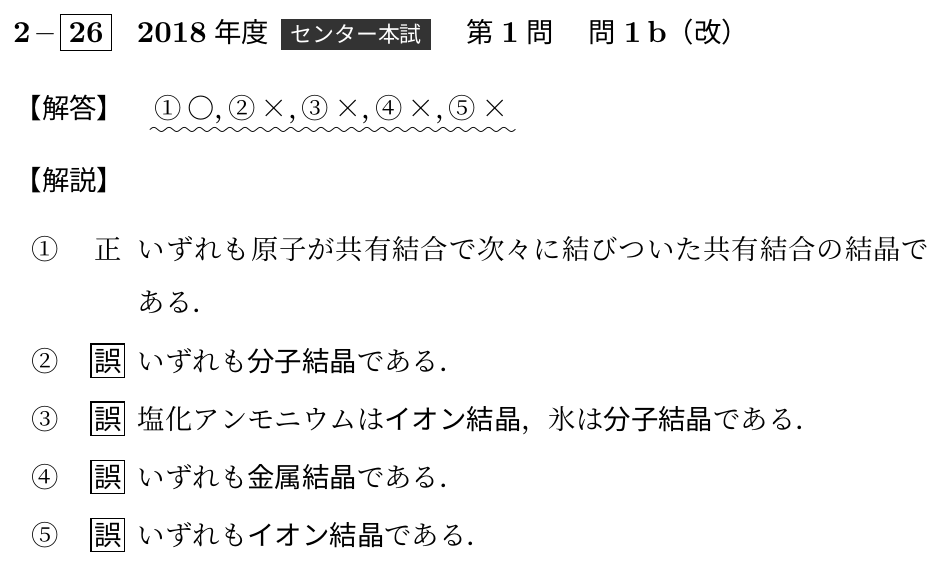 2−26 2018 年度 センター本試 第 1 問 問 1 b（改）
【解答】 ① ○, ② ×, ③ ×, ④ ×, ⑤ ×
【解説】
① 正 いずれも原子が共有結合で次々に結びついた共有結合の結晶で
ある．
② 誤 いずれも分子結晶である．
③ 誤 塩化アンモニウムはイオン結晶，氷は分子結晶である．
④ 誤 いずれも金属結晶である．
⑤ 誤 いずれもイオン結晶である．